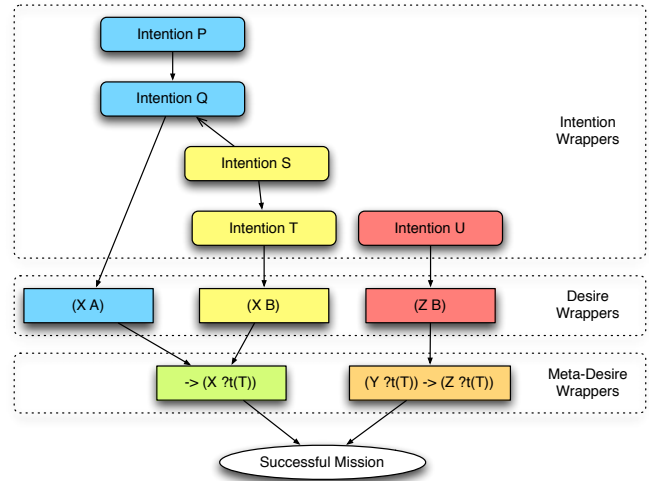 Intention P
Intention Q
Intention
Wrappers
Intention S
Intention T
Intention U
(X A)
(X B)
(Z B)
Desire
Wrappers
-> (X ?t(T))
(Y ?t(T)) -> (Z ?t(T))
Meta-Desire
Wrappers
Successful Mission